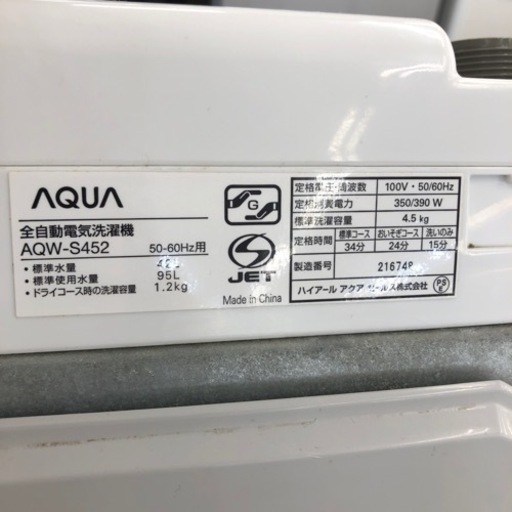 AQUA
全自動電気洗濯機
AQW-S452 50-60Hz用
・標準水量
・標準使用水量 95L
・ドライコース時の洗濯容量 1.2kg
G
S
JET
Made in China
定格電圧・周波数 100V・50/60Hz
定格消費電力 350/390 W
標準洗濯容量 4.5 kg
定格時間 標準コース おいそぎコース 洗いのみ
34分 24分 15分
製造番号 216748
ハイアール アクア セールス株式会社
PS
E